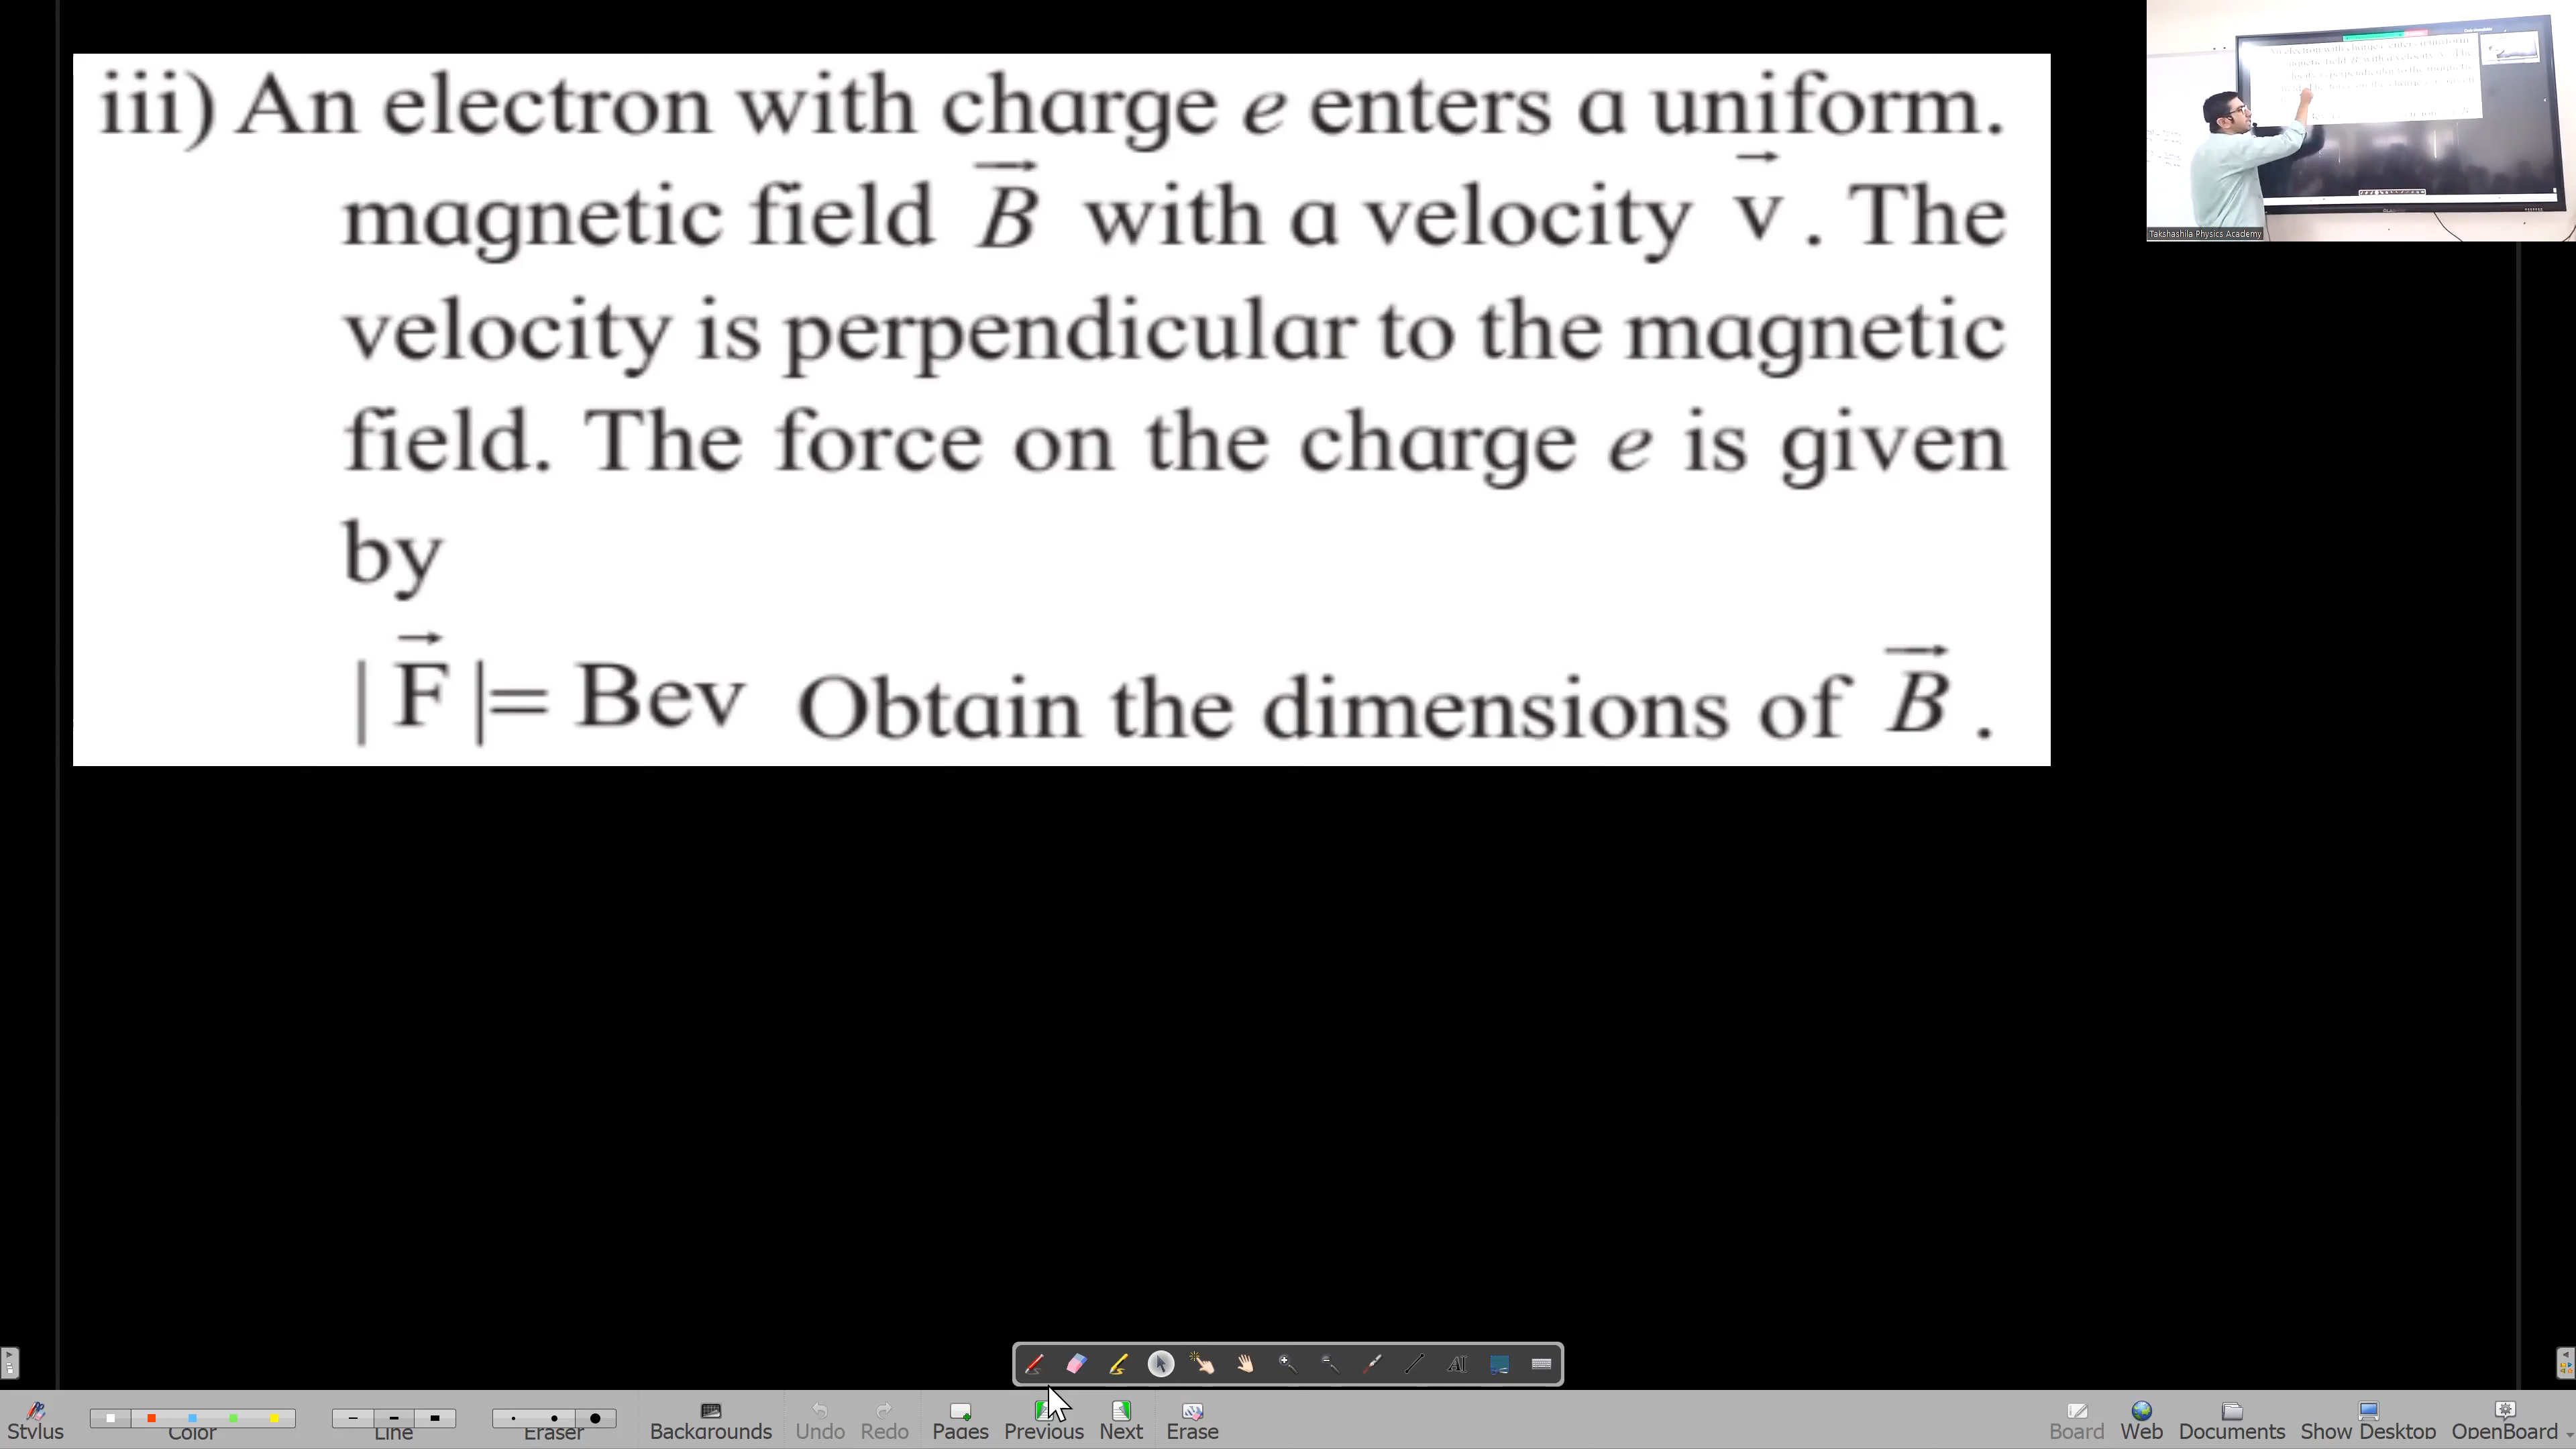 iii) An electron with charge e enters a uniform.
magnetic field B⃗ with a velocity v⃗ . The
velocity is perpendicular to the magnetic
field. The force on the charge e is given
by
| F⃗ |= Bev Obtain the dimensions of B⃗ .
Takshashila Physics Academy
Stylus Color Line Eraser Backgrounds Undo Redo Pages Previous Next Erase Board Web Documents Show Desktop OpenBoard